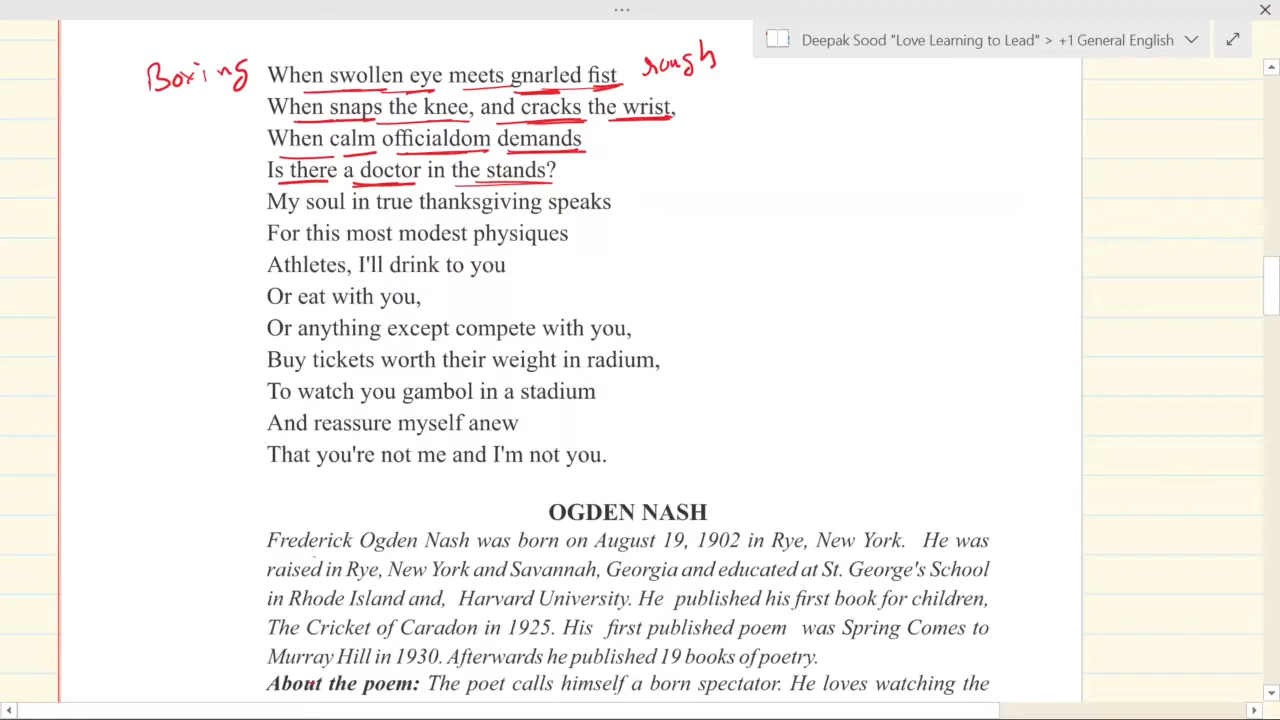 Deepak Sood "Love Learning to Lead" > +1 General English
Boxing When swollen eye meets gnarled fist rough
When snaps the knee, and cracks the wrist,
When calm officialdom demands
Is there a doctor in the stands?
My soul in true thanksgiving speaks
For this most modest physiques
Athletes, I'll drink to you
Or eat with you,
Or anything except compete with you,
Buy tickets worth their weight in radium,
To watch you gambol in a stadium
And reassure myself anew
That you're not me and I'm not you.
OGDEN NASH
Frederick Ogden Nash was born on August 19, 1902 in Rye, New York. He was
raised in Rye, New York and Savannah, Georgia and educated at St. George's School
in Rhode Island and, Harvard University. He published his first book for children,
The Cricket of Caradon in 1925. His first published poem was Spring Comes to
Murray Hill in 1930. Afterwards he published 19 books of poetry.
About the poem: The poet calls himself a born spectator. He loves watching the